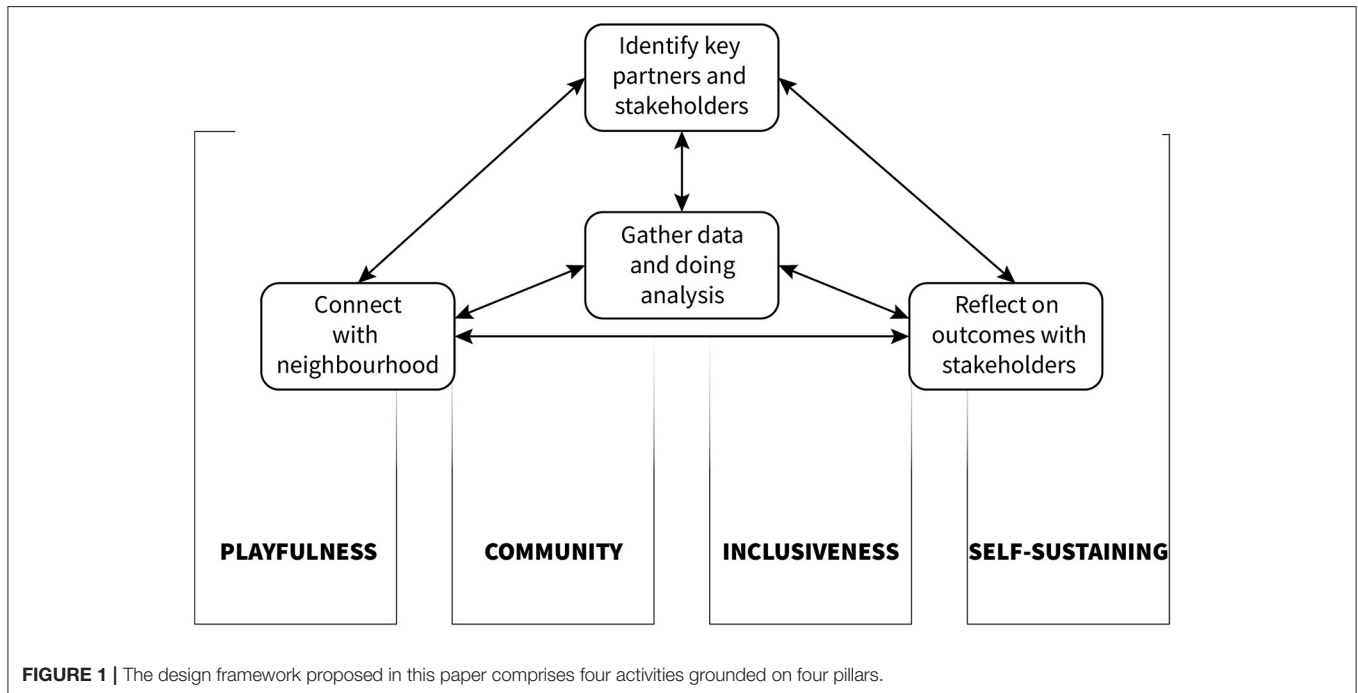 Identify key
partners and
stakeholders
Gather data
and doing
analysis
Connect
with
neighbourhood
Reflect on
outcomes with
stakeholders
PLAYFULNESS
COMMUNITY
INCLUSIVENESS
SELF-SUSTAINING
FIGURE 1 | The design framework proposed in this paper comprises four activities grounded on four pillars.